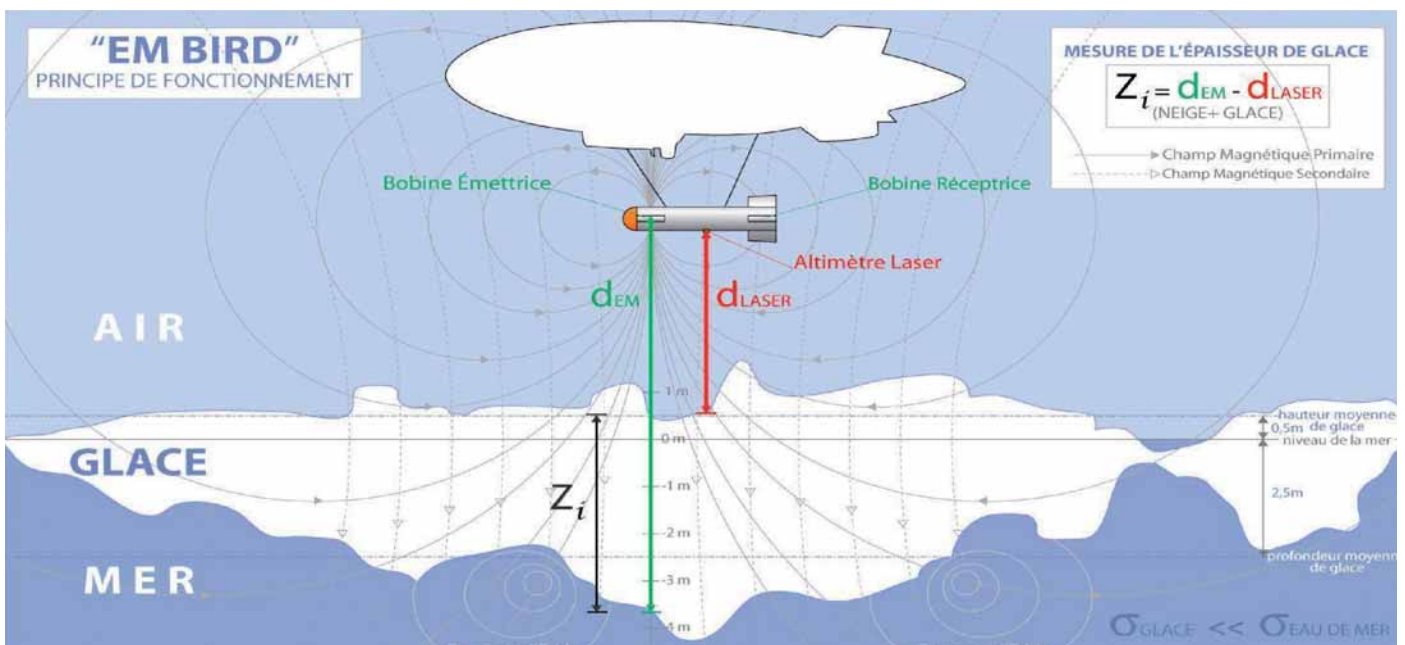 “EM BIRD”
PRINCIPE DE FONCTIONNEMENT
MESURE DE L’ÉPAISSEUR DE GLACE
Zi = dEM - dLASER
(NEIGE+ GLACE)
Champ Magnétique Primaire
Champ Magnétique Secondaire
Bobine Émettrice
Bobine Réceptrice
Altimètre Laser
dEM
dLASER
AIR
1 m
hauteur moyenne
de glace
0,5m
0 m
niveau de la mer
GLACE
-1 m
Zi
2,5m
-2 m
profondeur moyenn
de glace
MER
-3 m
-4 m
σGLACE << σEAU DE MER